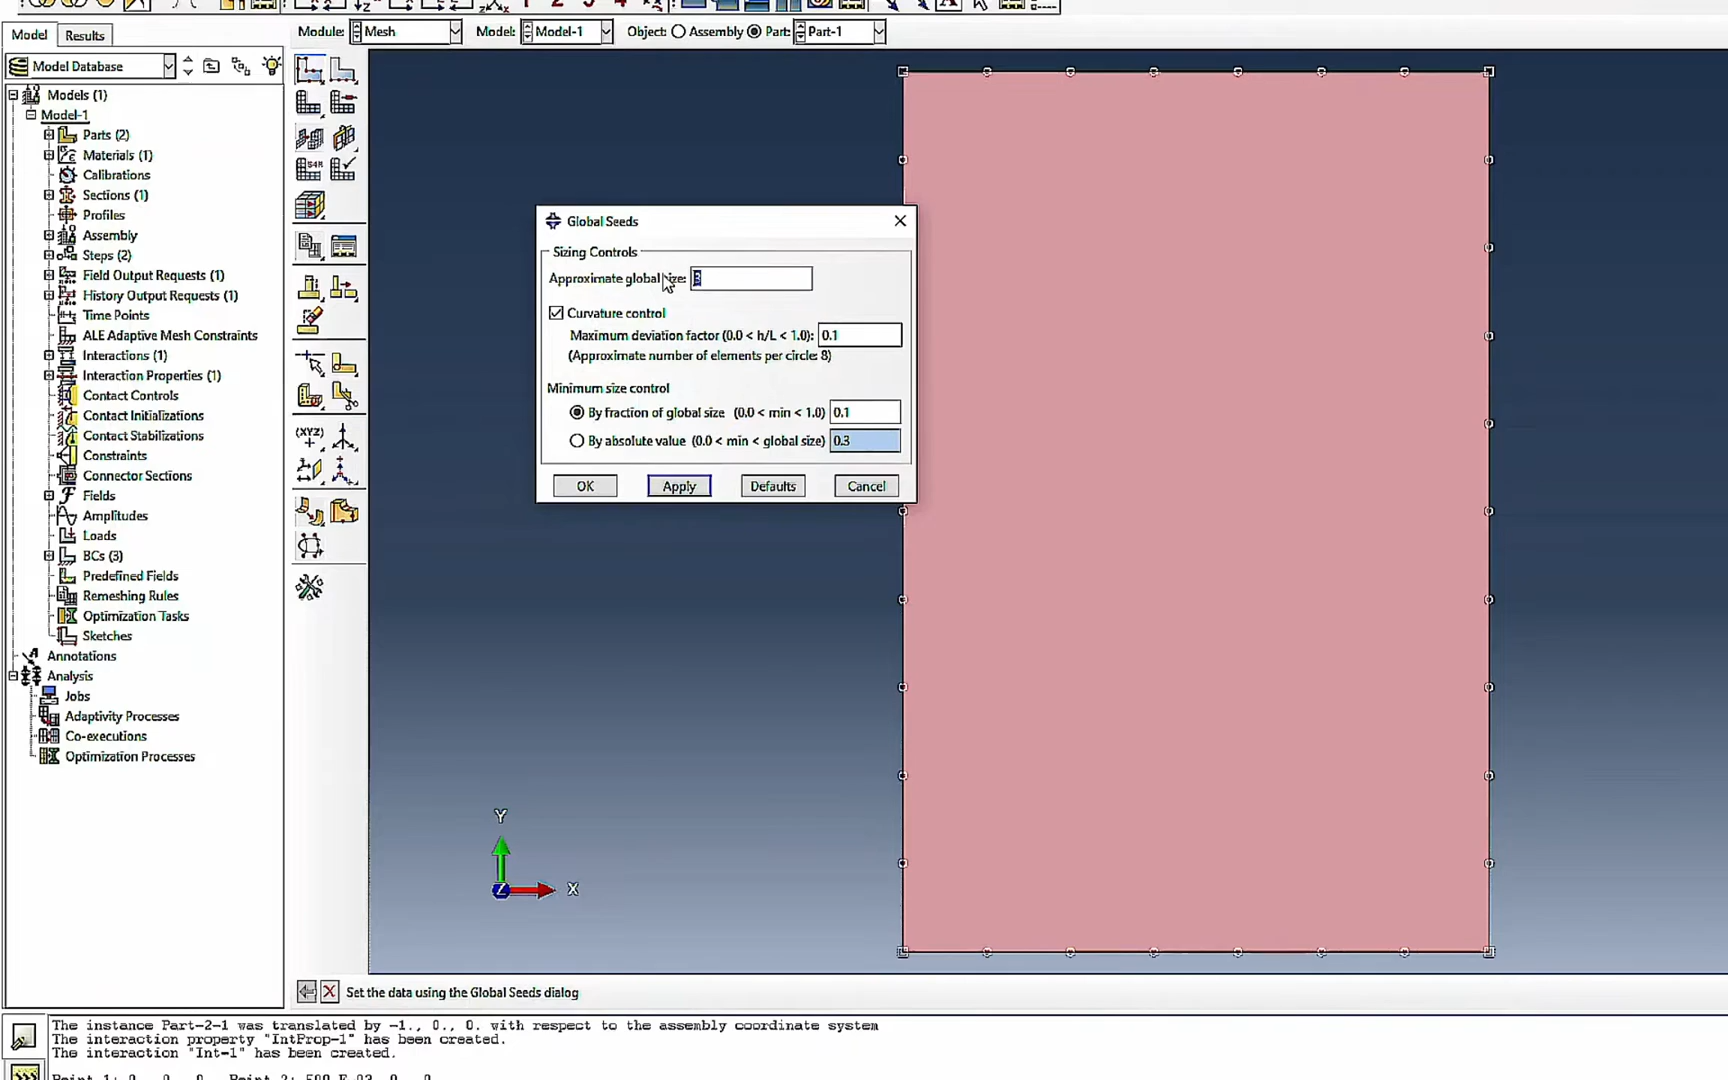 Model Results
Module: Mesh Model: Model-1 Object: Assembly Part: Part-1
Model Database
Models (1)
Model-1
Parts (2)
Materials (1)
Calibrations
Sections (1)
Profiles
Assembly
Steps (2)
Field Output Requests (1)
History Output Requests (1)
Time Points
ALE Adaptive Mesh Constraints
Interactions (1)
Interaction Properties (1)
Contact Controls
Contact Initializations
Contact Stabilizations
Constraints
Connector Sections
Fields
Amplitudes
Loads
BCs (3)
Predefined Fields
Remeshing Rules
Optimization Tasks
Sketches
Annotations
Analysis
Jobs
Adaptivity Processes
Co-executions
Optimization Processes
S4R
(XYZ)
Global Seeds
Sizing Controls
Approximate global size: 3
Curvature control
Maximum deviation factor (0.0 < h/L < 1.0): 0.1
(Approximate number of elements per circle: 8)
Minimum size control
By fraction of global size (0.0 < min < 1.0) 0.1
By absolute value (0.0 < min < global size) 0.3
OK Apply Defaults Cancel
Y
Z
X
Set the data using the Global Seeds dialog
The instance Part-2-1 was translated by -1., 0., 0. with respect to the assembly coordinate system
The interaction property "IntProp-1" has been created.
The interaction "Int-1" has been created.